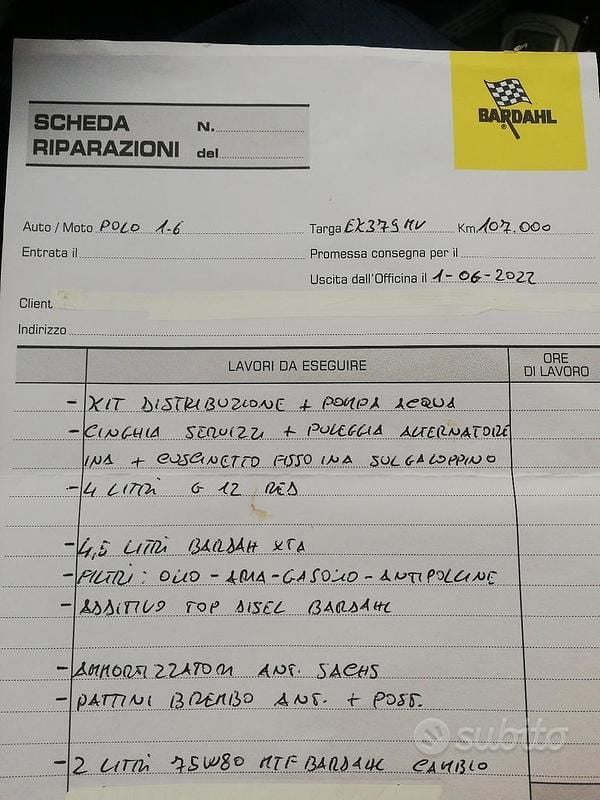 BARDAHL
SCHEDA N.
RIPARAZIONI del
Auto / Moto POLO 1.6 Targa EX379MV Km 107.000
Entrata il Promessa consegna per il
Uscita dall'Officina il 1-06-2022
Client
Indirizzo
LAVORI DA ESEGUIRE ORE DI LAVORO
- KIT DISTRIBUZIONE + POMPA ACQUA
- CINGHIA SERVIZI + PULEGGIA ALTERNATORE
INA + CUSCINETTO FISSO INA SUL GALOPPINO
- 4 LITRI G 12 RED
- 4,5 LITRI BARDAH XTA
- FILTRI: OLIO - ARIA - GASOLIO - ANTIPOLLINE
- ADDITIVO TOP DISEL BARDAHL
- AMMORTIZZATORI ANT. SACHS
- PATTINI BREMBO ANT. + POST.
- 2 LITRI 75W80 MTF BARDAHL CAMBIO
subito